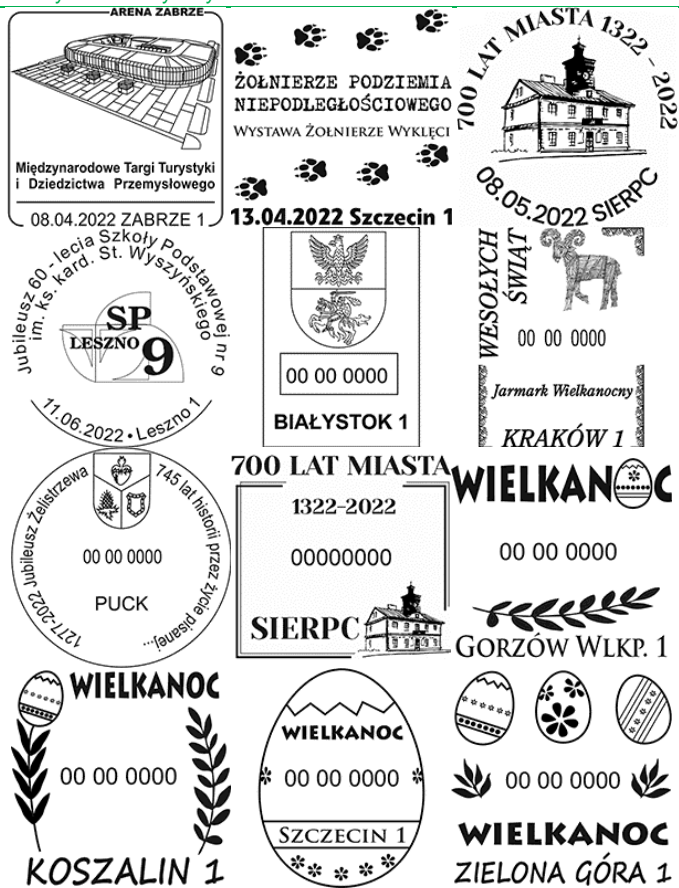 ARENA ZABRZE
Międzynarodowe Targi Turystyki
i Dziedzictwa Przemysłowego
08.04.2022 ZABRZE 1
ŻOŁNIERZE PODZIEMIA
NIEPODLEGŁOŚCIOWEGO
WYSTAWA ŻOŁNIERZE WYKLĘCI
13.04.2022 Szczecin 1
700 LAT MIASTA 1322 - 2022
08.05.2022 SIERPC
Jubileusz 60 - lecia Szkoły Podstawowej nr 9
im. ks. kard. St. Wyszyńskiego
SP
LESZNO 9
11.06.2022 • Leszno 1
00 00 0000
BIAŁYSTOK 1
WESOŁYCH
ŚWIĄT
00 00 0000
Jarmark Wielkanocny
KRAKÓW 1
1277-2022 Jubileusz Żelistrzewa
745 lat historii przez życie pisanej...
00 00 0000
PUCK
700 LAT MIASTA
1322-2022
00000000
SIERPC
WIELKANOC
00 00 0000
GORZÓW WLKP. 1
WIELKANOC
00 00 0000
KOSZALIN 1
WIELKANOC
00 00 0000
SZCZECIN 1
00 00 0000
WIELKANOC
ZIELONA GÓRA 1